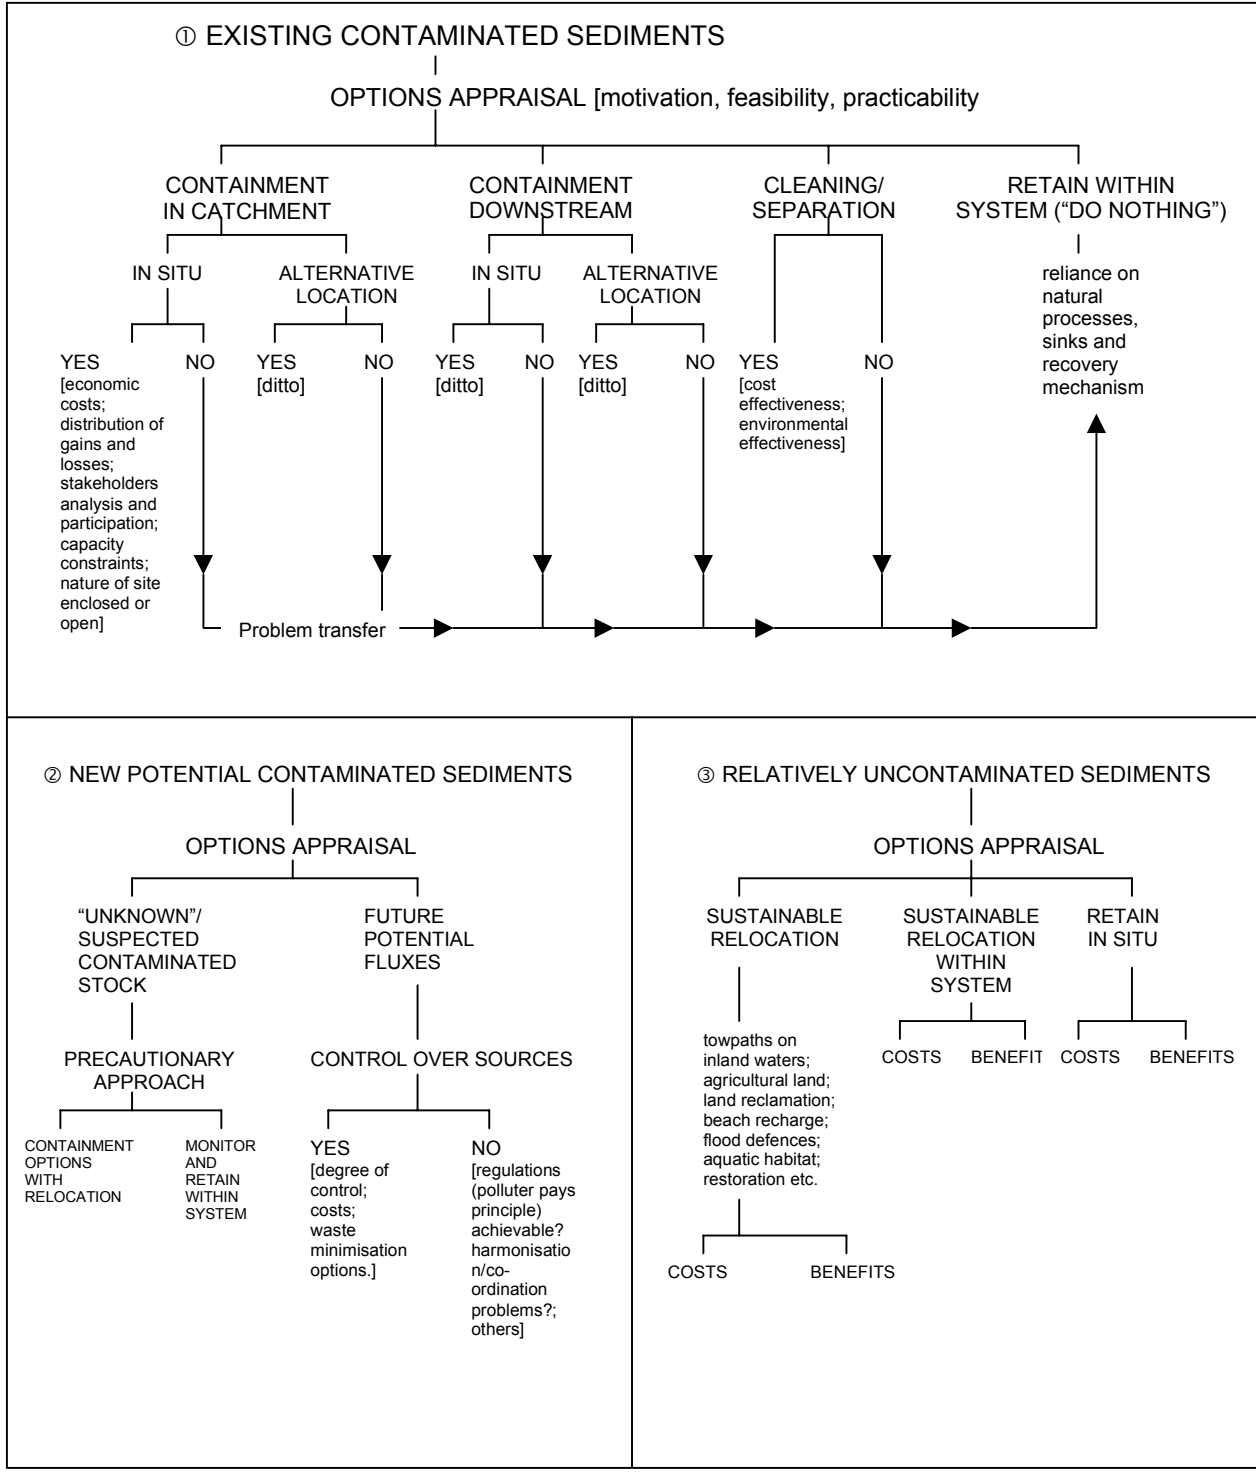 ① EXISTING CONTAMINATED SEDIMENTS
OPTIONS APPRAISAL [motivation, feasibility, practicability
CONTAINMENT
IN CATCHMENT
CONTAINMENT
DOWNSTREAM
CLEANING/
SEPARATION
RETAIN WITHIN
SYSTEM (“DO NOTHING”)
IN SITU
ALTERNATIVE
LOCATION
IN SITU
ALTERNATIVE
LOCATION
reliance on
natural
processes,
sinks and
recovery
mechanism
YES
[economic
costs;
distribution of
gains and
losses;
stakeholders
analysis and
participation;
capacity
constraints;
nature of site
enclosed or
open]
NO
YES
[ditto]
NO
YES
[ditto]
NO
YES
[ditto]
NO
YES
[cost
effectiveness;
environmental
effectiveness]
NO
Problem transfer
② NEW POTENTIAL CONTAMINATED SEDIMENTS
OPTIONS APPRAISAL
“UNKNOWN”/
SUSPECTED
CONTAMINATED
STOCK
FUTURE
POTENTIAL
FLUXES
PRECAUTIONARY
APPROACH
CONTROL OVER SOURCES
CONTAINMENT
OPTIONS
WITH
RELOCATION
MONITOR
AND
RETAIN
WITHIN
SYSTEM
YES
[degree of
control;
costs;
waste
minimisation
options.]
NO
[regulations
(polluter pays
principle)
achievable?
harmonisatio
n/co-
ordination
problems?;
others]
③ RELATIVELY UNCONTAMINATED SEDIMENTS
OPTIONS APPRAISAL
SUSTAINABLE
RELOCATION
SUSTAINABLE
RELOCATION
WITHIN
SYSTEM
RETAIN
IN SITU
towpaths on
inland waters;
agricultural land;
land reclamation;
beach recharge;
flood defences;
aquatic habitat;
restoration etc.
COSTS
BENEFIT
COSTS
BENEFITS
COSTS
BENEFITS